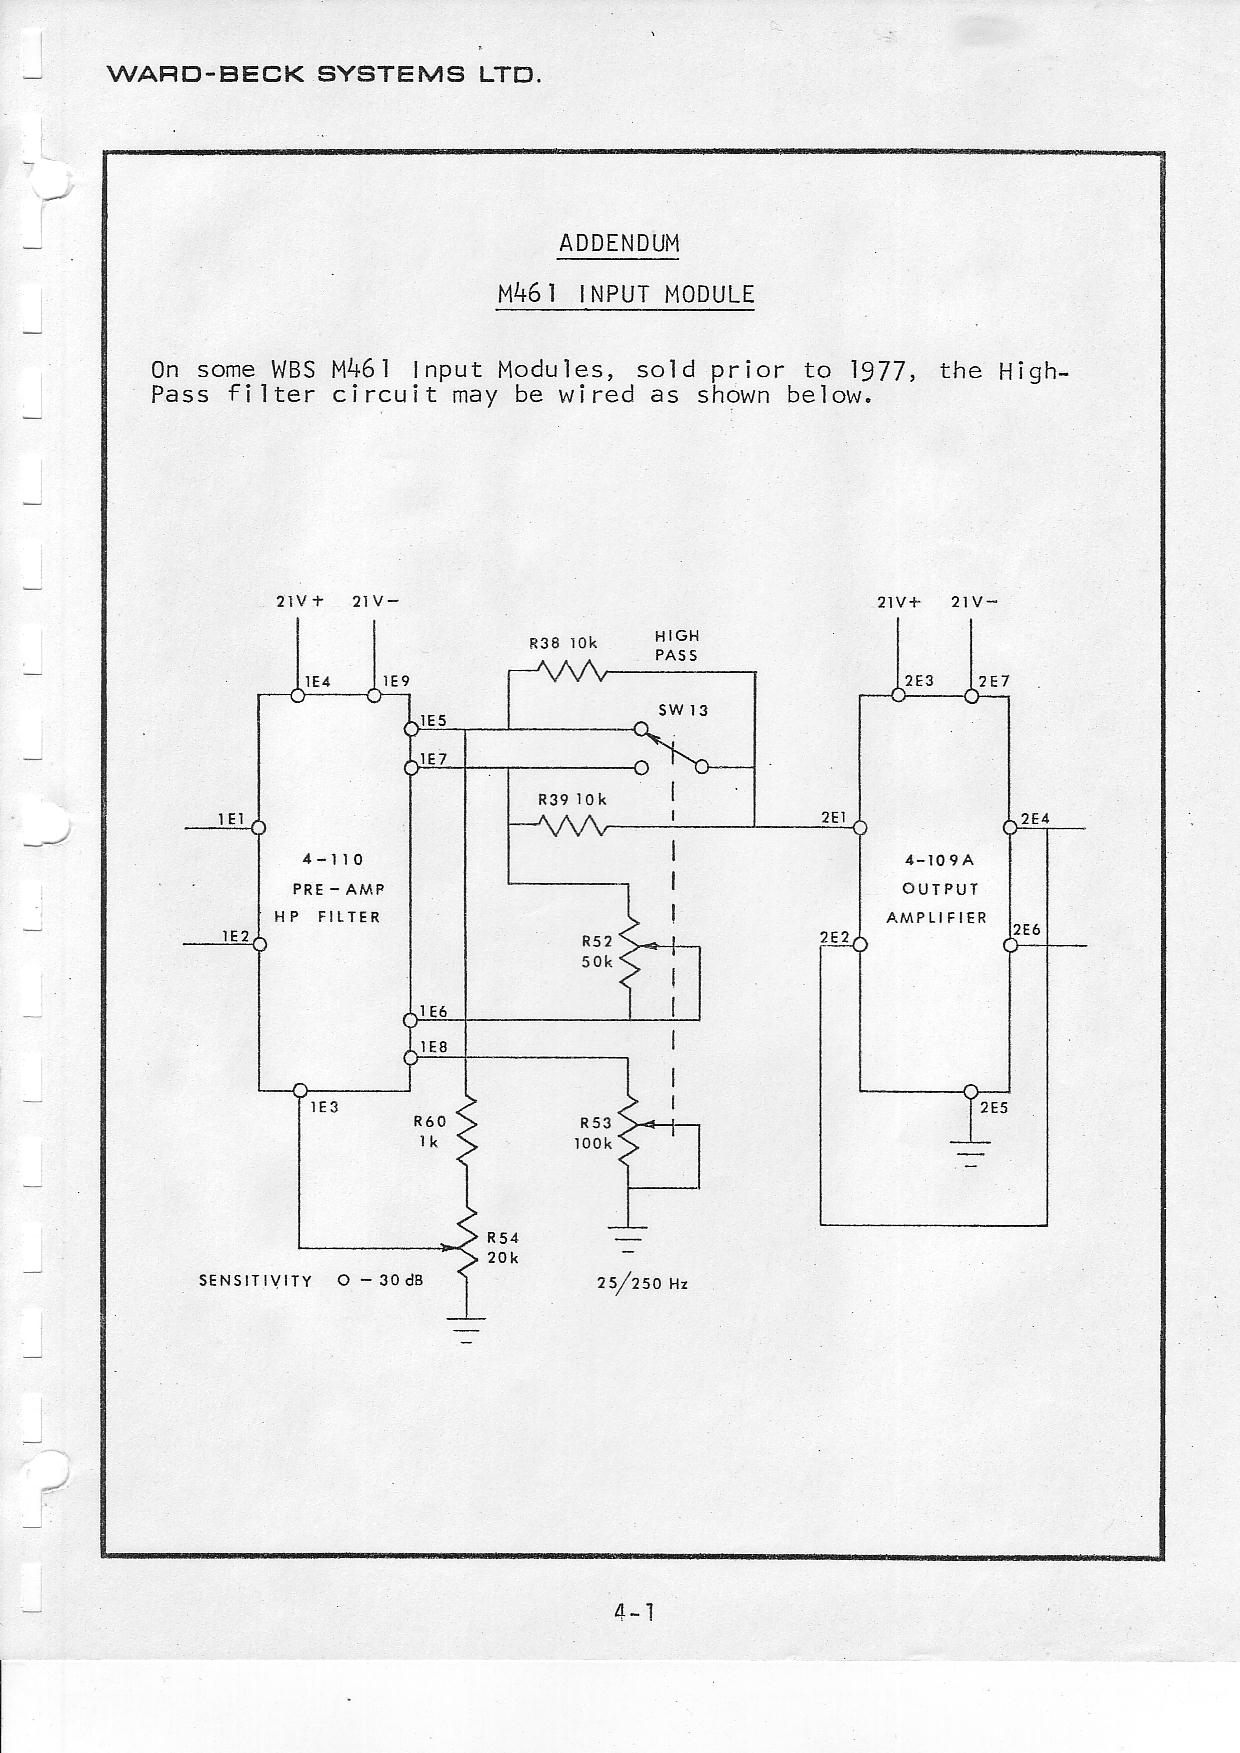 WARD-BECK SYSTEMS LTD.
ADDENDUM
M461 INPUT MODULE
On some WBS M461 Input Modules, sold prior to 1977, the High-
Pass filter circuit may be wired as shown below.
21V+ 21V-
21V+ 21V-
R38 10k
HIGH
PASS
1E4
1E9
2E3
2E7
1E5
SW13
1E7
R39 10k
1E1
2E1
2E4
4-110
PRE-AMP
HP FILTER
4-109A
OUTPUT
AMPLIFIER
1E2
R52
50k
2E2
2E6
1E6
1E8
1E3
R60
1k
R53
100k
2E5
R54
20k
SENSITIVITY 0-30dB
25/250 Hz
4-1